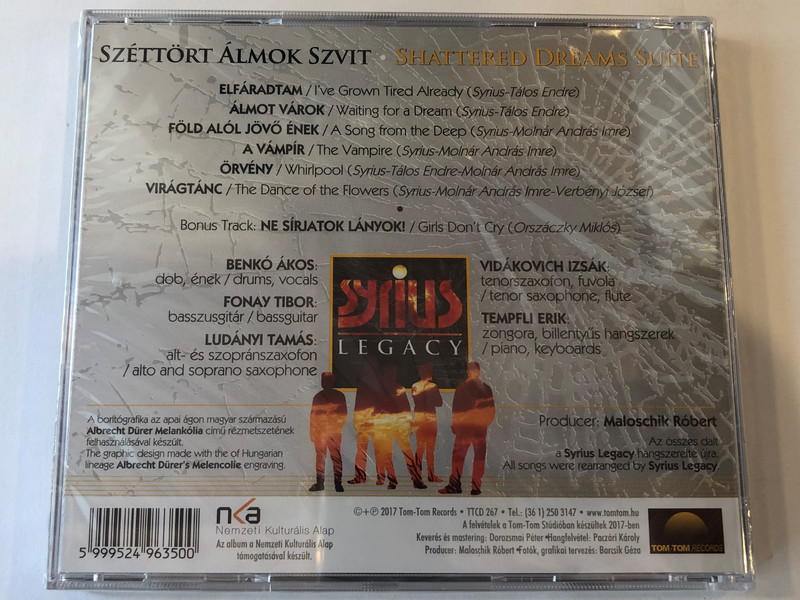 SZÉTTÖRT ÁLMOK SZVIT • SHATTERED DREAMS SUITE
ELFÁRADTAM / I've Grown Tired Already (Syrius-Tálos Endre)
ÁLMOT VÁROK / Waiting for a Dream (Syrius-Tálos Endre)
FÖLD ALÓL JÖVŐ ÉNEK / A Song from the Deep (Syrius-Molnár András Imre)
A VÁMPÍR / The Vampire (Syrius-Molnár András Imre)
ÖRVÉNY / Whirlpool (Syrius-Tálos Endre-Molnár András Imre)
VIRÁGTÁNC / The Dance of the Flowers (Syrius-Molnár András Imre-Verbényi József)
•
Bonus Track: NE SÍRJATOK LÁNYOK! / Girls Don't Cry (Orszáczky Miklós)
BENKÓ ÁKOS:
dob, ének / drums, vocals
FONAY TIBOR:
basszusgitár / bassguitar
LUDÁNYI TAMÁS:
alt- és szopránszaxofon
/ alto and soprano saxophone
syrius
LEGACY
VIDÁKOVICH IZSÁK:
tenorszaxofon, fuvola
/ tenor saxophone, flute
TEMPFLI ERIK:
zongora, billentyűs hangszerek
/ piano, keyboards
A borítógrafika az apai ágon magyar származású
Albrecht Dürer Melankólia című rézmetszetének
felhasználásával készült.
The graphic design made with the of Hungarian
lineage Albrecht Dürer's Melencolie engraving.
Producer: Maloschik Róbert
Az összes dalt
a Syrius Legacy hangszerelte újra.
All songs were rearranged by Syrius Legacy.
5 999524 963500
nka
Nemzeti Kulturális Alap
Az album a Nemzeti Kulturális Alap
támogatásával készült.
©+℗ 2017 Tom-Tom Records • TTCD 267 • Tel.: (36 1) 250 3147 • www.tomtom.hu
A felvételek a Tom-Tom Stúdióban készültek 2017-ben
Keverés és mastering: Dorozsmai Péter •Hangfelvétel: Paczári Károly
Producer: Maloschik Róbert •Fotók, grafikai tervezés: Barcsik Géza
TOM-TOM RECORDS